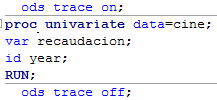 ods trace on;
proc univariate data=cine;
var recaudacion;
id year;
RUN;
ods trace off;